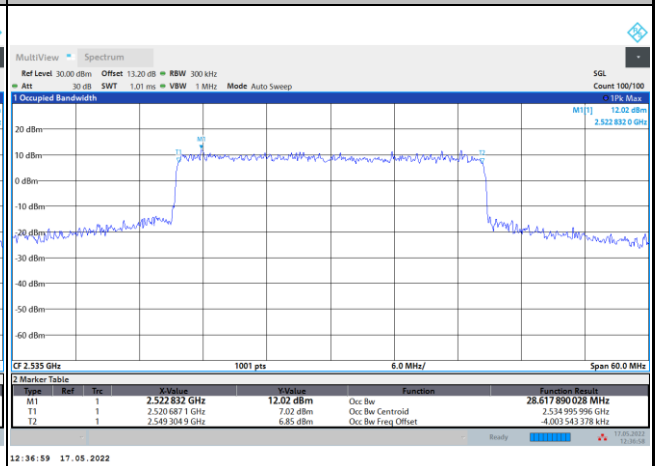 MultiView Spectrum
Ref Level 30.00 dBm Offset 13.20 dB RBW 300 kHz SGL
Att 30 dB SWT 1.01 ms VBW 1 MHz Mode Auto Sweep Count 100/100
1 Occupied Bandwidth 1Pk Max
M1[1] 12.02 dBm
2.522 832 0 GHz
20 dBm
M1
10 dBm
T1
T2
0 dBm
-10 dBm
-20 dBm
-30 dBm
-40 dBm
-50 dBm
-60 dBm
CF 2.535 GHz 1001 pts 6.0 MHz/ Span 60.0 MHz
2 Marker Table
Type Ref Trc X-Value Y-Value Function Function Result
M1 1 2.522 832 GHz 12.02 dBm Occ Bw 28.617 890 028 MHz
T1 1 2.520 687 1 GHz 7.02 dBm Occ Bw Centroid 2.534 995 996 GHz
T2 1 2.549 304 9 GHz 6.85 dBm Occ Bw Freq Offset -4.003 543 378 kHz
Ready 17.05.2022
12:36:58
12:36:59 17.05.2022